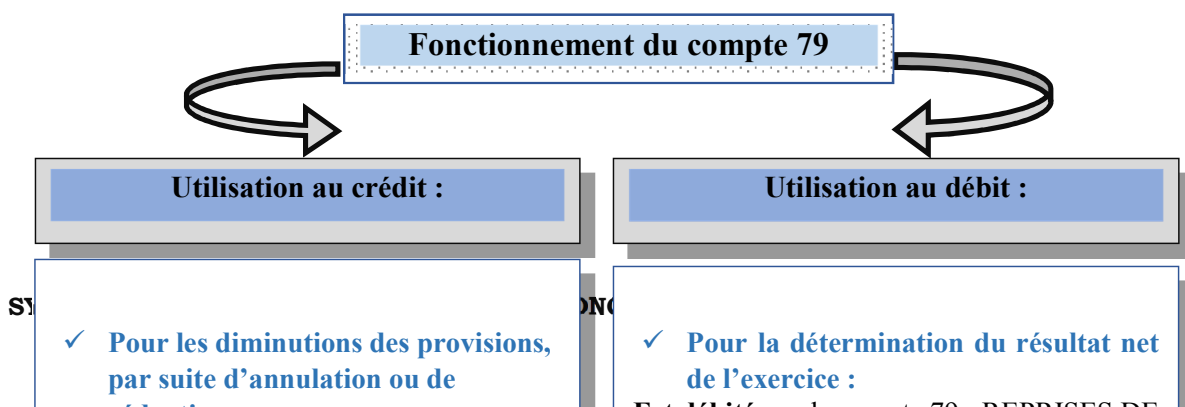 Fonctionnement du compte 79
Utilisation au crédit :
✓ Pour les diminutions des provisions,
par suite d’annulation ou de
Utilisation au débit :
✓ Pour la détermination du résultat net
de l’exercice :